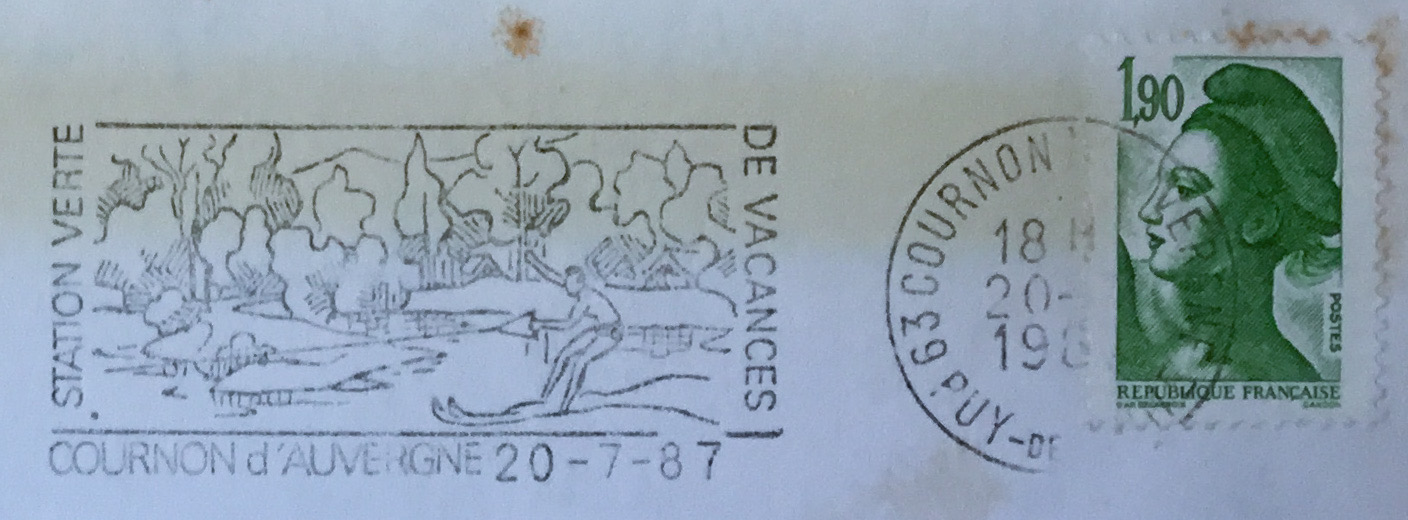 STATION VERTE
DE VACANCES
COURNON d'AUVERGNE 20-7-87
63 COURNON
18 H
20-
19
PUY-DE
1,90
POSTES
REPUBLIQUE FRANÇAISE